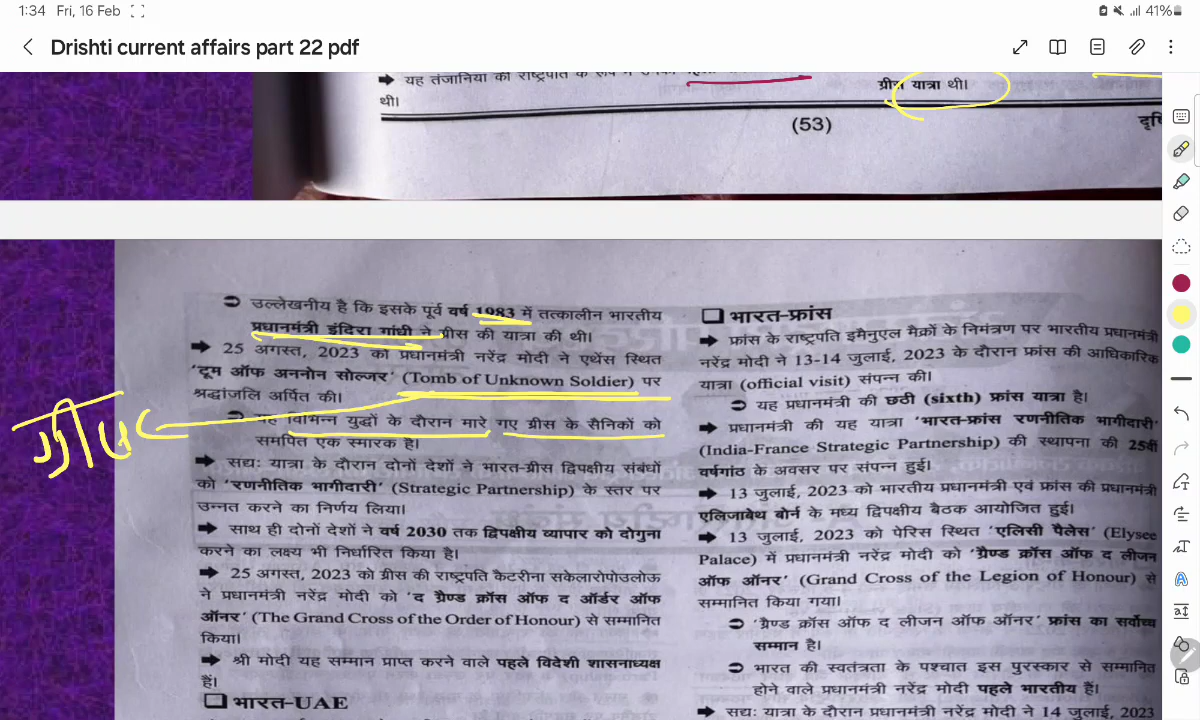 1:34 Fri, 16 Feb
41%
Drishti current affairs part 22 pdf
➡ यह तंजानिया की राष्ट्रपति के रूप में
थी।
ग्रीस यात्रा थी।
(53)
ग्रीस
➲ उल्लेखनीय है कि इसके पूर्व वर्ष 1983 में तत्कालीन भारतीय
प्रधानमंत्री इंदिरा गांधी ने ग्रीस की यात्रा की थी।
➡ 25 अगस्त, 2023 को प्रधानमंत्री नरेंद्र मोदी ने एथेंस स्थित
‘टूम ऑफ अननोन सोल्जर’ (Tomb of Unknown Soldier) पर
श्रद्धांजलि अर्पित की।
➲ यह विभिन्न युद्धों के दौरान मारे गए ग्रीस के सैनिकों को
समर्पित एक स्मारक है।
➡ सद्यः यात्रा के दौरान दोनों देशों ने भारत-ग्रीस द्विपक्षीय संबंधों
को ‘रणनीतिक भागीदारी’ (Strategic Partnership) के स्तर पर
उन्नत करने का निर्णय लिया।
➡ साथ ही दोनों देशों ने वर्ष 2030 तक द्विपक्षीय व्यापार को दोगुना
करने का लक्ष्य भी निर्धारित किया है।
➡ 25 अगस्त, 2023 को ग्रीस की राष्ट्रपति कैटरीना सकेलारोपोउलोऊ
ने प्रधानमंत्री नरेंद्र मोदी को ‘द ग्रैण्ड क्रॉस ऑफ द ऑर्डर ऑफ
ऑनर’ (The Grand Cross of the Order of Honour) से सम्मानित
किया।
➡ श्री मोदी यह सम्मान प्राप्त करने वाले पहले विदेशी शासनाध्यक्ष
हैं।
❑ भारत-UAE
❑ भारत-फ्रांस
➡ फ्रांस के राष्ट्रपति इमैनुएल मैक्रों के निमंत्रण पर भारतीय प्रधानमंत्री
नरेंद्र मोदी ने 13-14 जुलाई, 2023 के दौरान फ्रांस की आधिकारिक
यात्रा (official visit) संपन्न की।
➲ यह प्रधानमंत्री की छठी (sixth) फ्रांस यात्रा है।
➡ प्रधानमंत्री की यह यात्रा ‘भारत-फ्रांस रणनीतिक भागीदारी’
(India-France Strategic Partnership) की स्थापना की 25वीं
वर्षगांठ के अवसर पर संपन्न हुई।
➡ 13 जुलाई, 2023 को भारतीय प्रधानमंत्री एवं फ्रांस की प्रधानमंत्री
एलिजाबेथ बोर्न के मध्य द्विपक्षीय बैठक आयोजित हुई।
➡ 13 जुलाई, 2023 को पेरिस स्थित ‘एलिसी पैलेस’ (Elysee
Palace) में प्रधानमंत्री नरेंद्र मोदी को ‘ग्रैण्ड क्रॉस ऑफ द लीजन
ऑफ ऑनर’ (Grand Cross of the Legion of Honour) से
सम्मानित किया गया।
➲ ‘ग्रैण्ड क्रॉस ऑफ द लीजन ऑफ ऑनर’ फ्रांस का सर्वोच्च
सम्मान है।
➲ भारत की स्वतंत्रता के पश्चात इस पुरस्कार से सम्मानित
होने वाले प्रधानमंत्री नरेंद्र मोदी पहले भारतीय हैं।
➡ सद्यः यात्रा के दौरान प्रधानमंत्री नरेंद्र मोदी ने 14 जुलाई, 2023